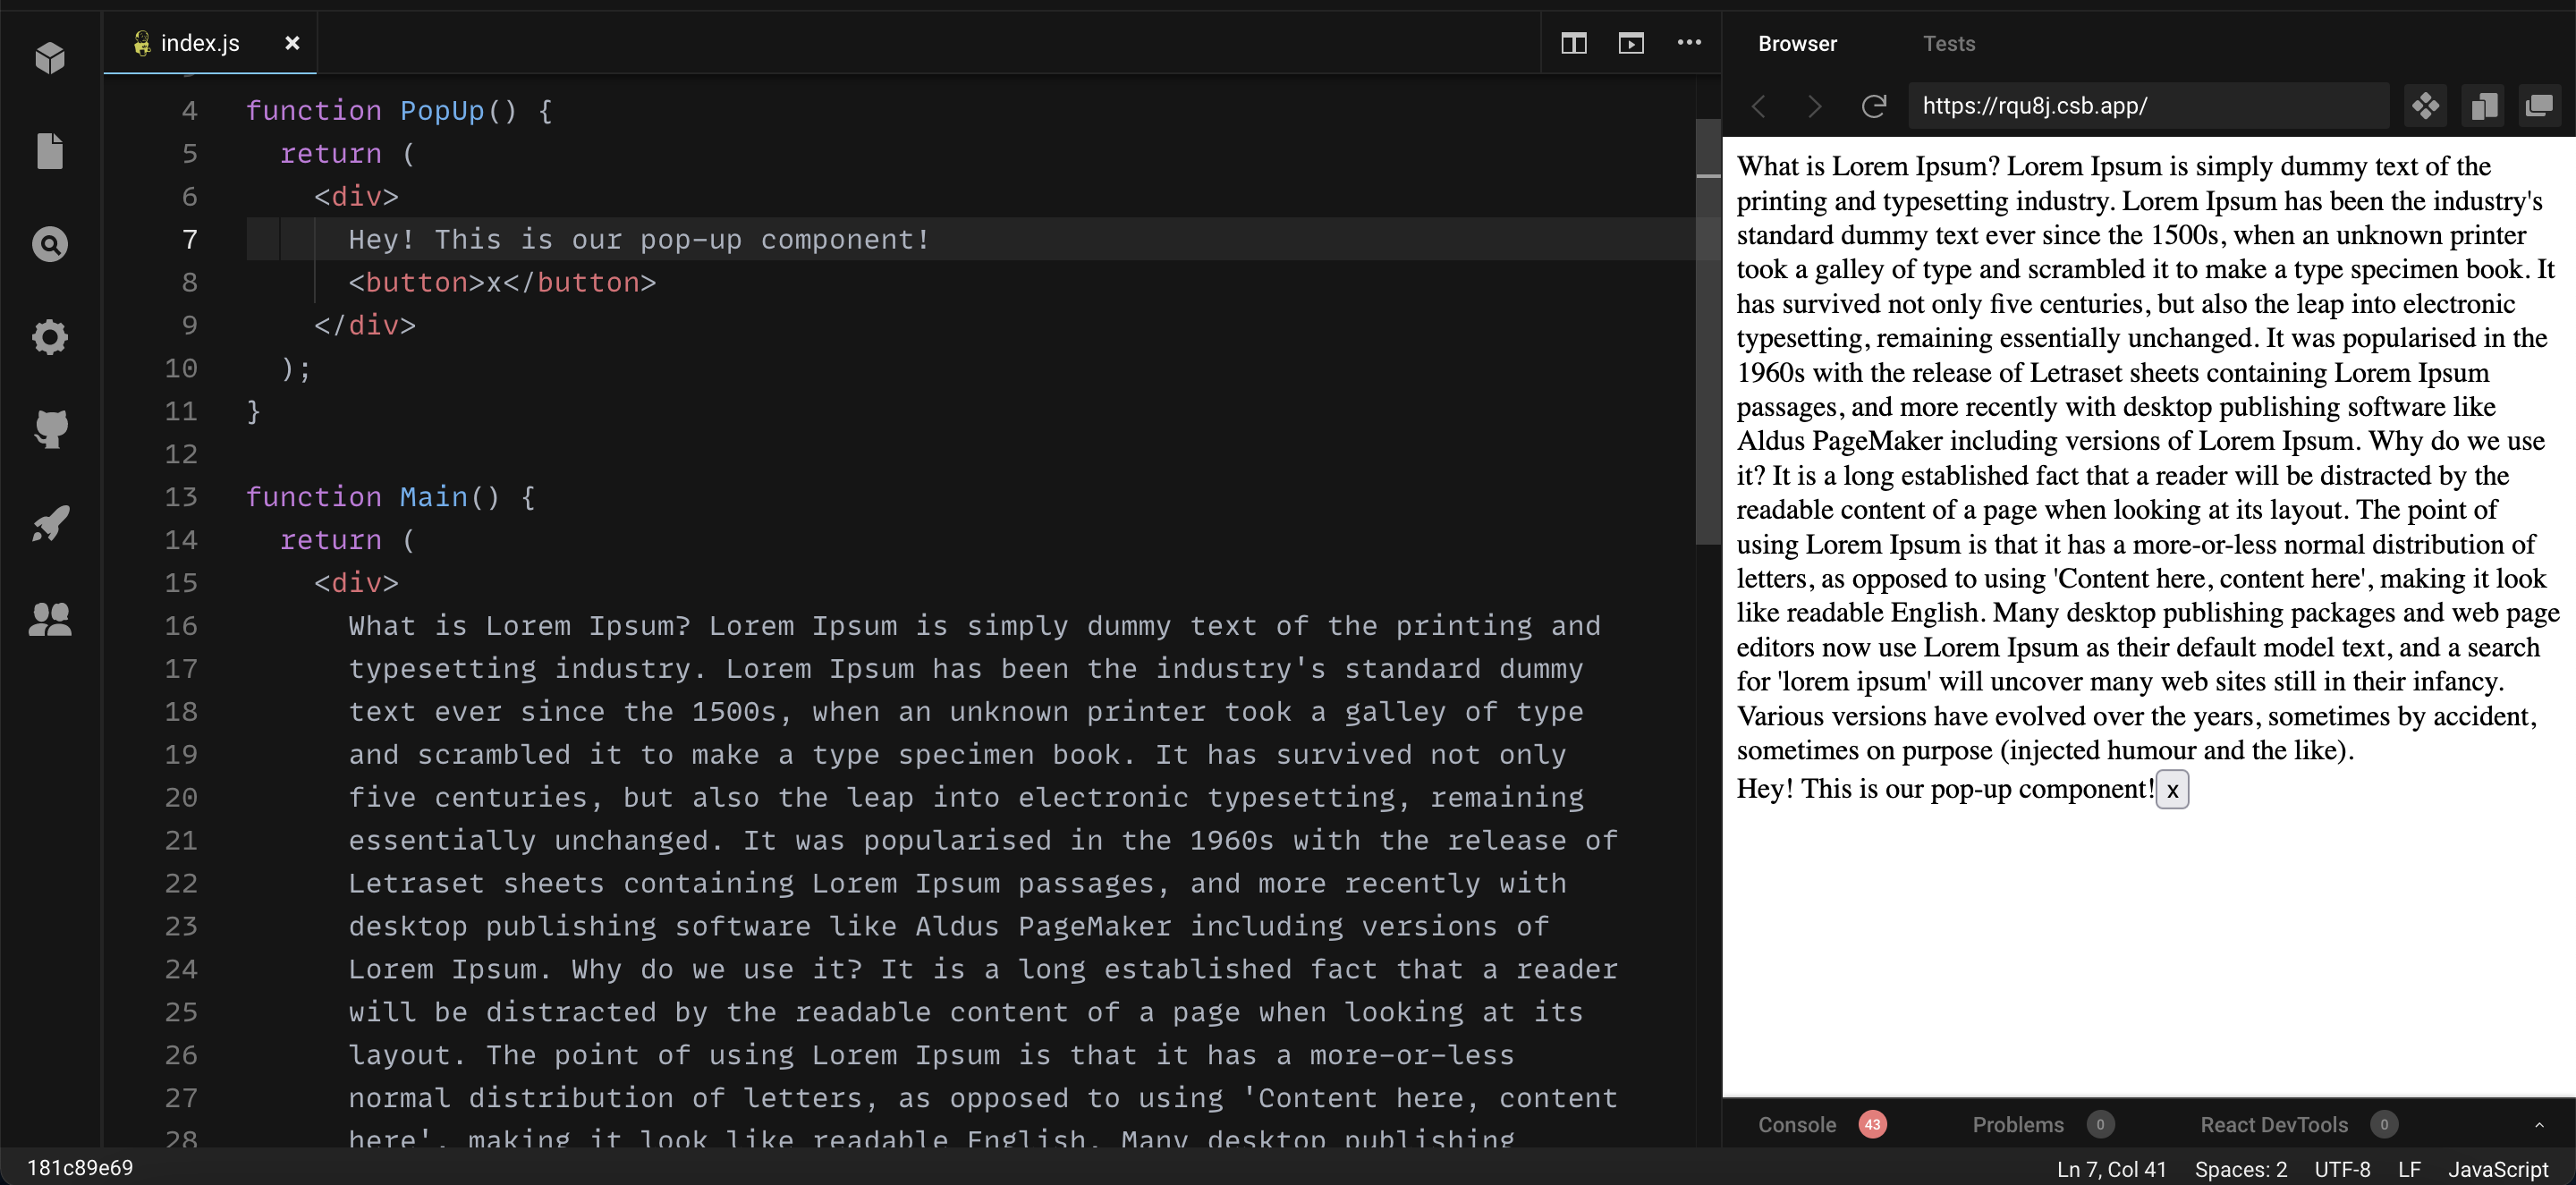 index.js
Browser
Tests
https://rqu8j.csb.app/
4 function PopUp() {
5 return (
6 <div>
7 Hey! This is our pop-up component!
8 <button>x</button>
9 </div>
10 );
11 }
12
13 function Main() {
14 return (
15 <div>
16 What is Lorem Ipsum? Lorem Ipsum is simply dummy text of the printing and
17 typesetting industry. Lorem Ipsum has been the industry's standard dummy
18 text ever since the 1500s, when an unknown printer took a galley of type
19 and scrambled it to make a type specimen book. It has survived not only
20 five centuries, but also the leap into electronic typesetting, remaining
21 essentially unchanged. It was popularised in the 1960s with the release of
22 Letraset sheets containing Lorem Ipsum passages, and more recently with
23 desktop publishing software like Aldus PageMaker including versions of
24 Lorem Ipsum. Why do we use it? It is a long established fact that a reader
25 will be distracted by the readable content of a page when looking at its
26 layout. The point of using Lorem Ipsum is that it has a more-or-less
27 normal distribution of letters, as opposed to using 'Content here, content
28 here', making it look like readable English. Many desktop publishing
What is Lorem Ipsum? Lorem Ipsum is simply dummy text of the
printing and typesetting industry. Lorem Ipsum has been the industry's
standard dummy text ever since the 1500s, when an unknown printer
took a galley of type and scrambled it to make a type specimen book. It
has survived not only five centuries, but also the leap into electronic
typesetting, remaining essentially unchanged. It was popularised in the
1960s with the release of Letraset sheets containing Lorem Ipsum
passages, and more recently with desktop publishing software like
Aldus PageMaker including versions of Lorem Ipsum. Why do we use
it? It is a long established fact that a reader will be distracted by the
readable content of a page when looking at its layout. The point of
using Lorem Ipsum is that it has a more-or-less normal distribution of
letters, as opposed to using 'Content here, content here', making it look
like readable English. Many desktop publishing packages and web page
editors now use Lorem Ipsum as their default model text, and a search
for 'lorem ipsum' will uncover many web sites still in their infancy.
Various versions have evolved over the years, sometimes by accident,
sometimes on purpose (injected humour and the like).
Hey! This is our pop-up component! x
Console 43
Problems 0
React DevTools 0
181c89e69
Ln 7, Col 41
Spaces: 2
UTF-8
LF
JavaScript